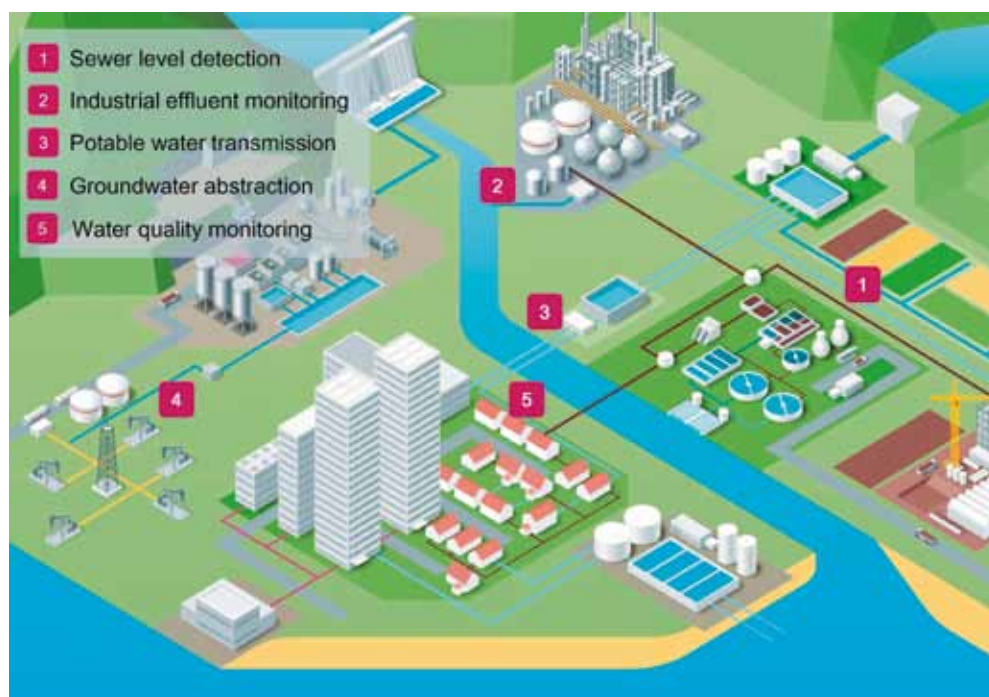 1 Sewer level detection
2 Industrial effluent monitoring
3 Potable water transmission
4 Groundwater abstraction
5 Water quality monitoring
2
1
3
4
5